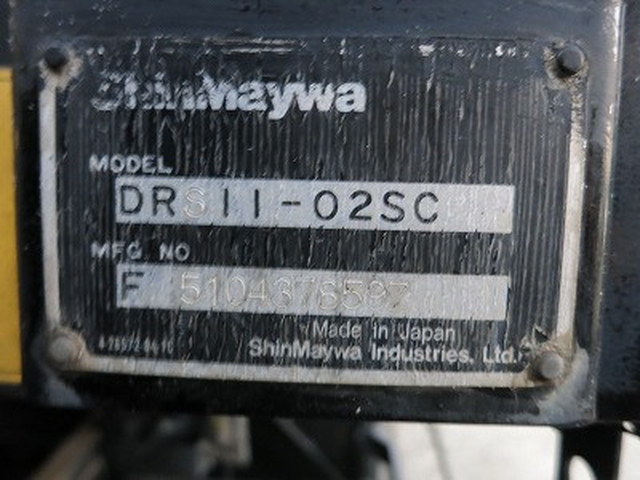 ShinMaywa
MODEL
DRS11-02SC
MFG NO
F 5104378597
Made in Japan
ShinMaywa Industries, Ltd.